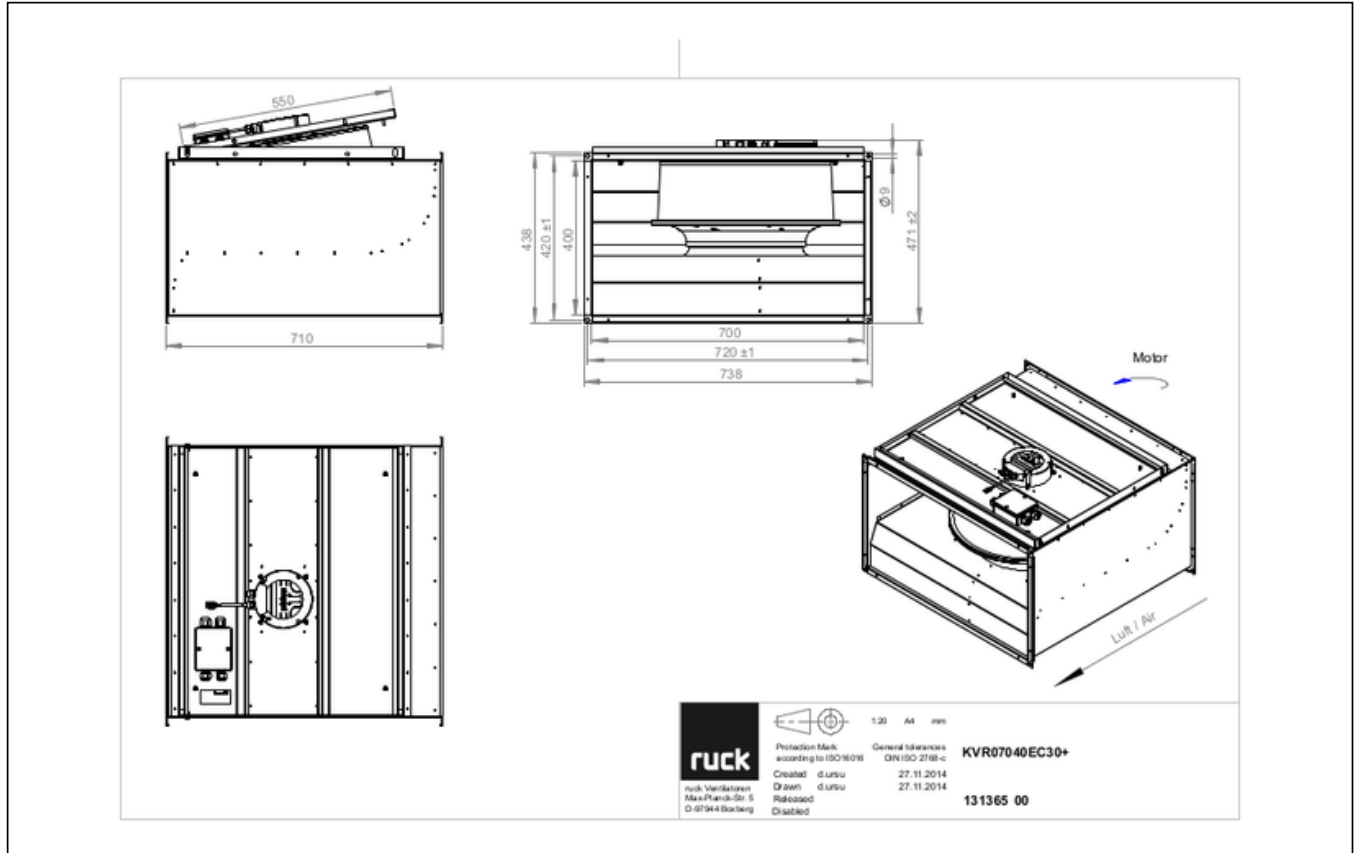 550
710
438
420 ±1
400
Ø9
471 ±2
700
720 ±1
738
Motor
Luft / Air
ruck
ruck Ventilatoren
Max-Planck-Str. 5
D-97944 Boxberg
1:20 A4 mm
Protection Mark
according to ISO16016
General tolerances
DIN ISO 2768-c
Created d.ursu 27.11.2014
Drawn d.ursu 27.11.2014
Released
Disabled
KVR07040EC30+
131365 00